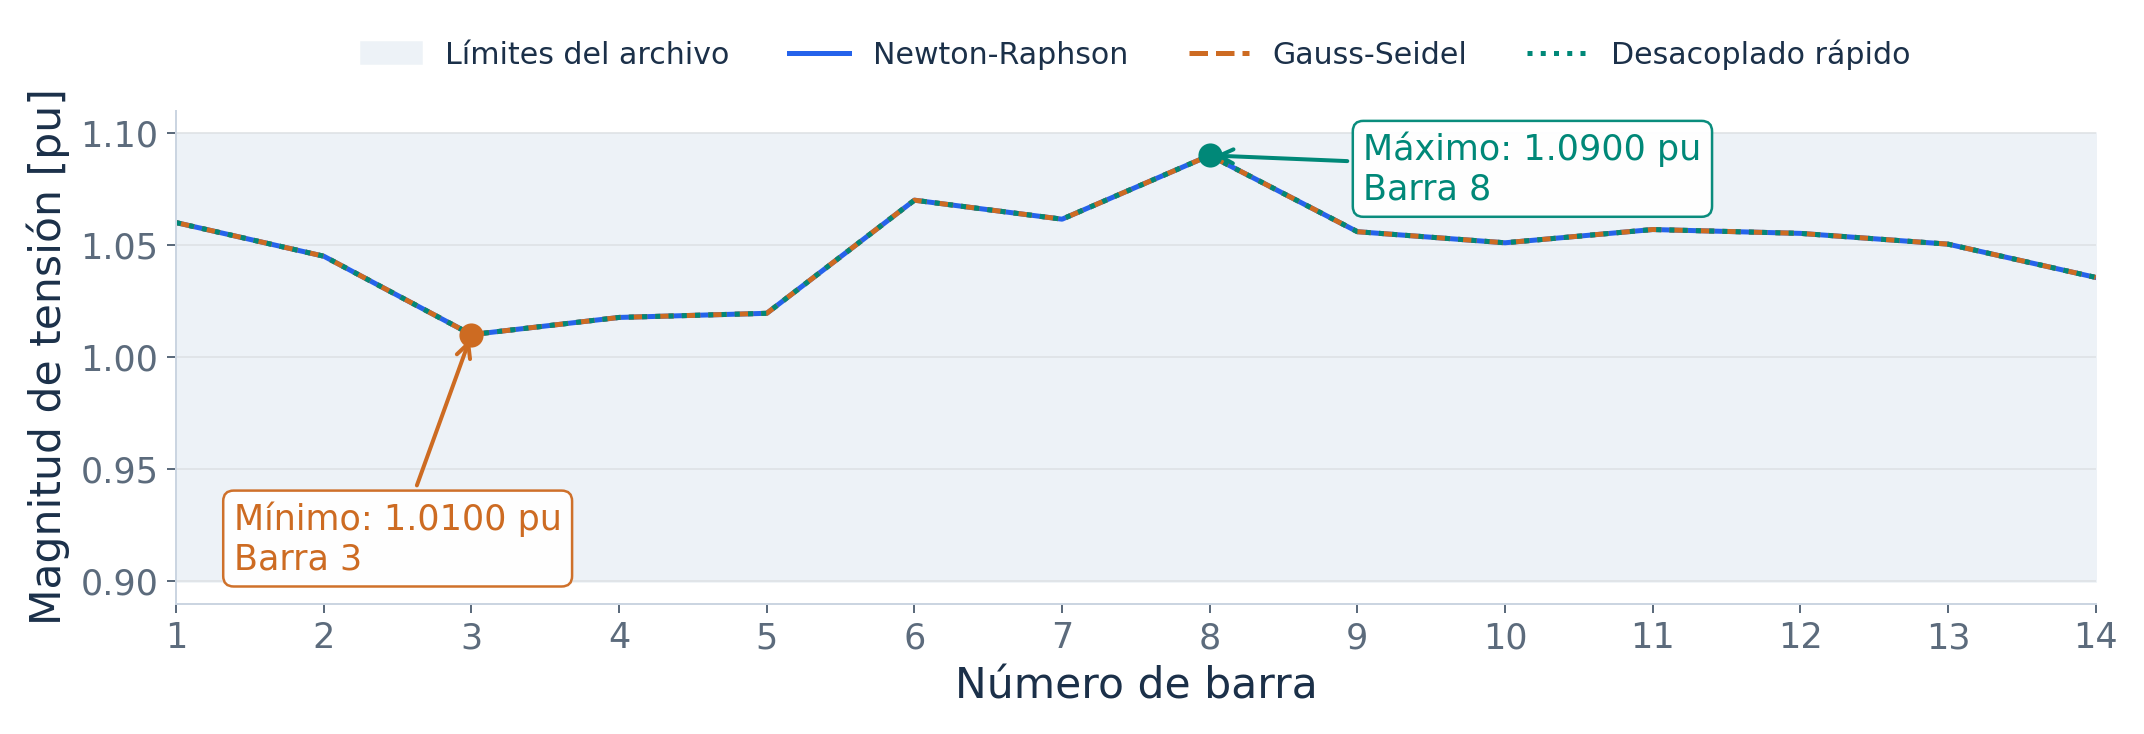 Límites del archivo
Newton-Raphson
Gauss-Seidel
Desacoplado rápido
Magnitud de tensión [pu]
1.10
1.05
1.00
0.95
0.90
Máximo: 1.0900 pu
Barra 8
Mínimo: 1.0100 pu
Barra 3
1 2 3 4 5 6 7 8 9 10 11 12 13 14
Número de barra